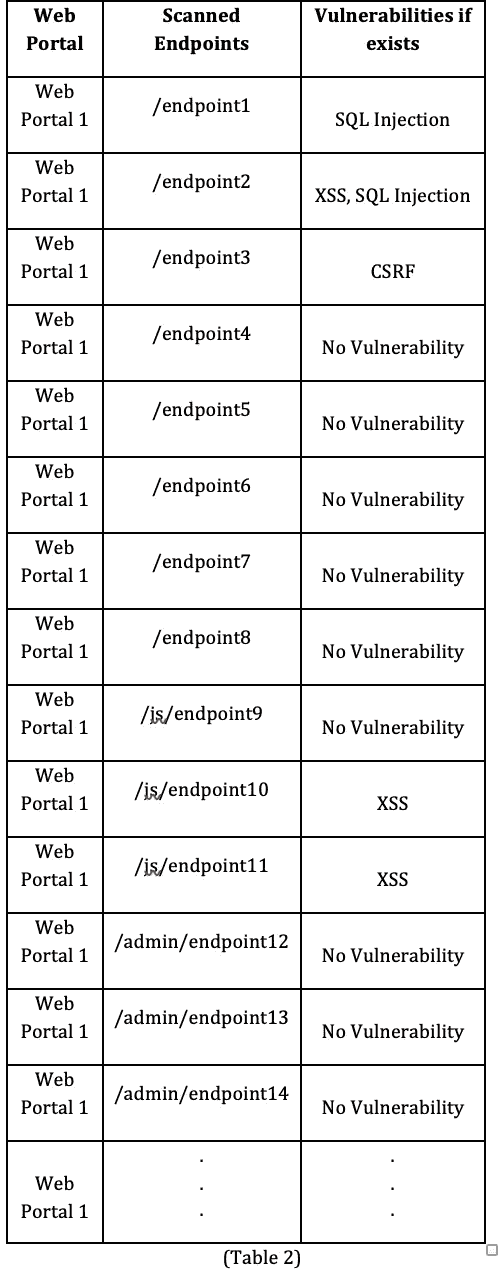 Web Portal Scanned Endpoints Vulnerabilities if exists
Web Portal 1 /endpoint1 SQL Injection
Web Portal 1 /endpoint2 XSS, SQL Injection
Web Portal 1 /endpoint3 CSRF
Web Portal 1 /endpoint4 No Vulnerability
Web Portal 1 /endpoint5 No Vulnerability
Web Portal 1 /endpoint6 No Vulnerability
Web Portal 1 /endpoint7 No Vulnerability
Web Portal 1 /endpoint8 No Vulnerability
Web Portal 1 /js/endpoint9 No Vulnerability
Web Portal 1 /js/endpoint10 XSS
Web Portal 1 /js/endpoint11 XSS
Web Portal 1 /admin/endpoint12 No Vulnerability
Web Portal 1 /admin/endpoint13 No Vulnerability
Web Portal 1 /admin/endpoint14 No Vulnerability
Web Portal 1 . . . . . .
(Table 2)